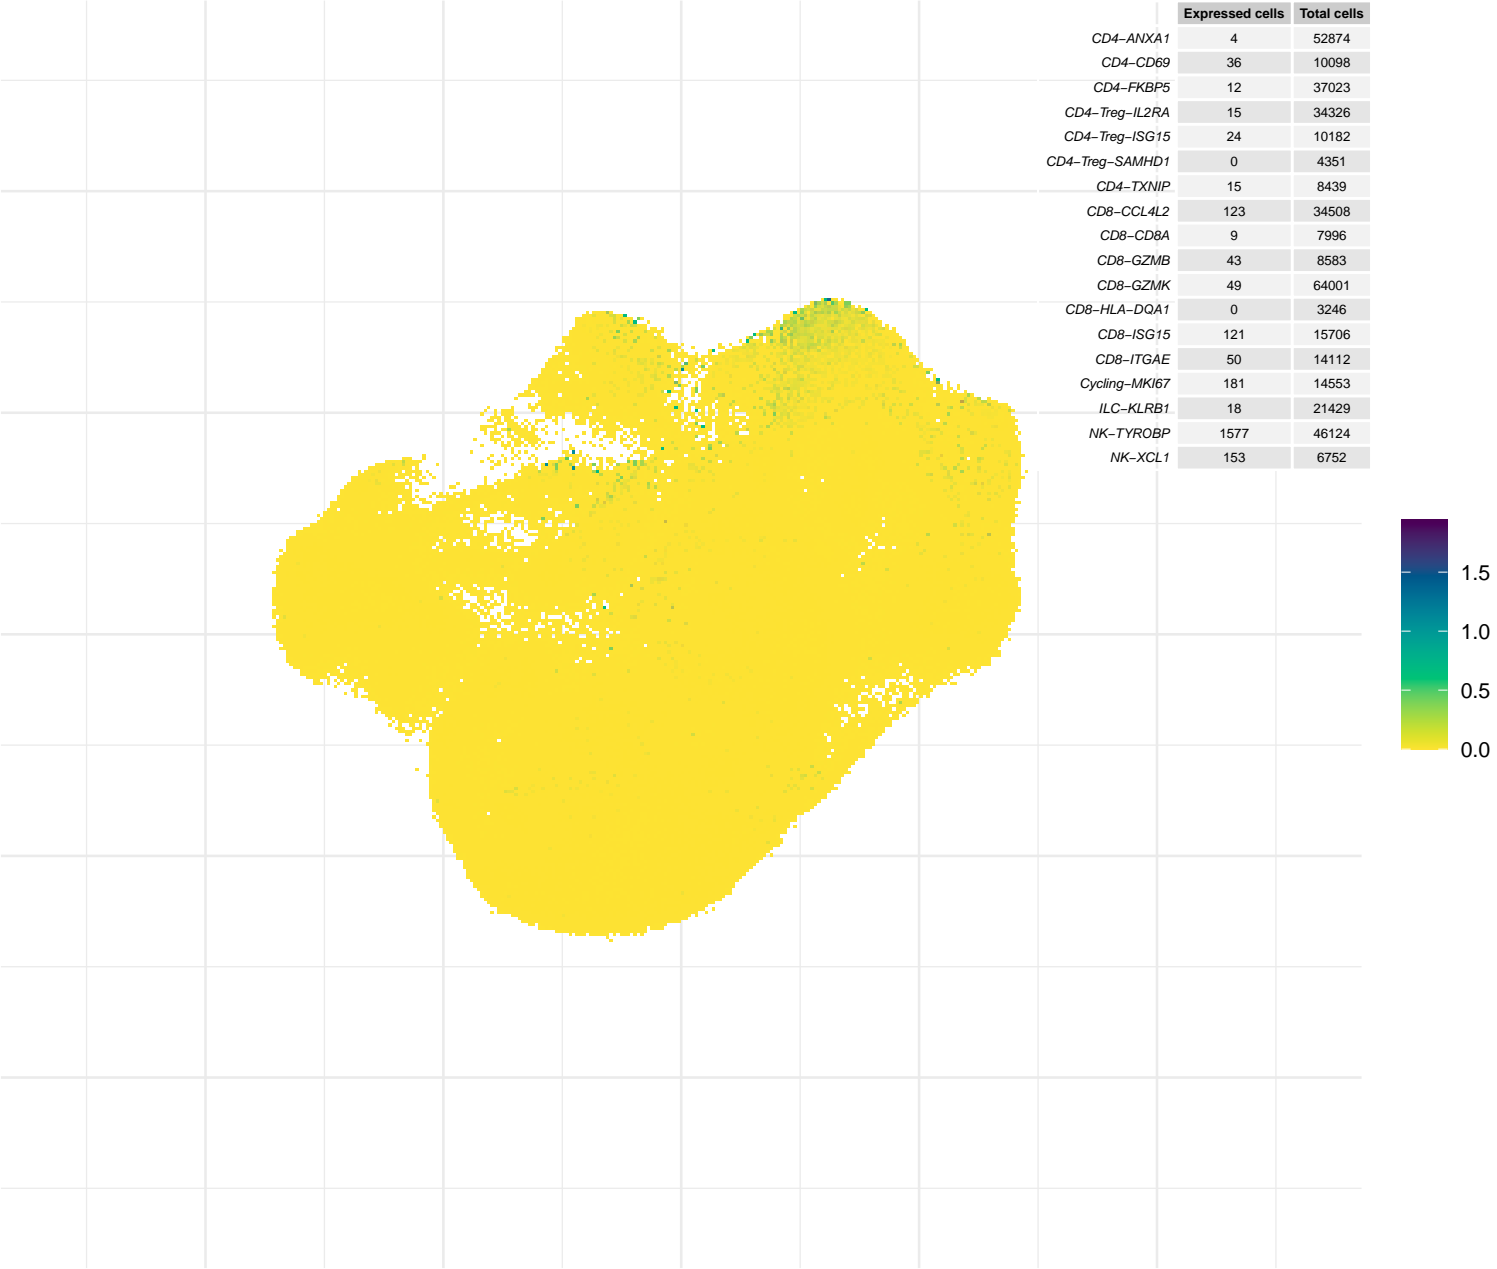 Expressed cells Total cells
CD4−ANXA1 4 52874
CD4−CD69 36 10098
CD4−FKBP5 12 37023
CD4−Treg−IL2RA 15 34326
CD4−Treg−ISG15 24 10182
CD4−Treg−SAMHD1 0 4351
CD4−TXNIP 15 8439
CD8−CCL4L2 123 34508
CD8−CD8A 9 7996
CD8−GZMB 43 8583
CD8−GZMK 49 64001
CD8−HLA−DQA1 0 3246
CD8−ISG15 121 15706
CD8−ITGAE 50 14112
Cycling−MKI67 181 14553
ILC−KLRB1 18 21429
NK−TYROBP 1577 46124
NK−XCL1 153 6752
1.5
1.0
0.5
0.0